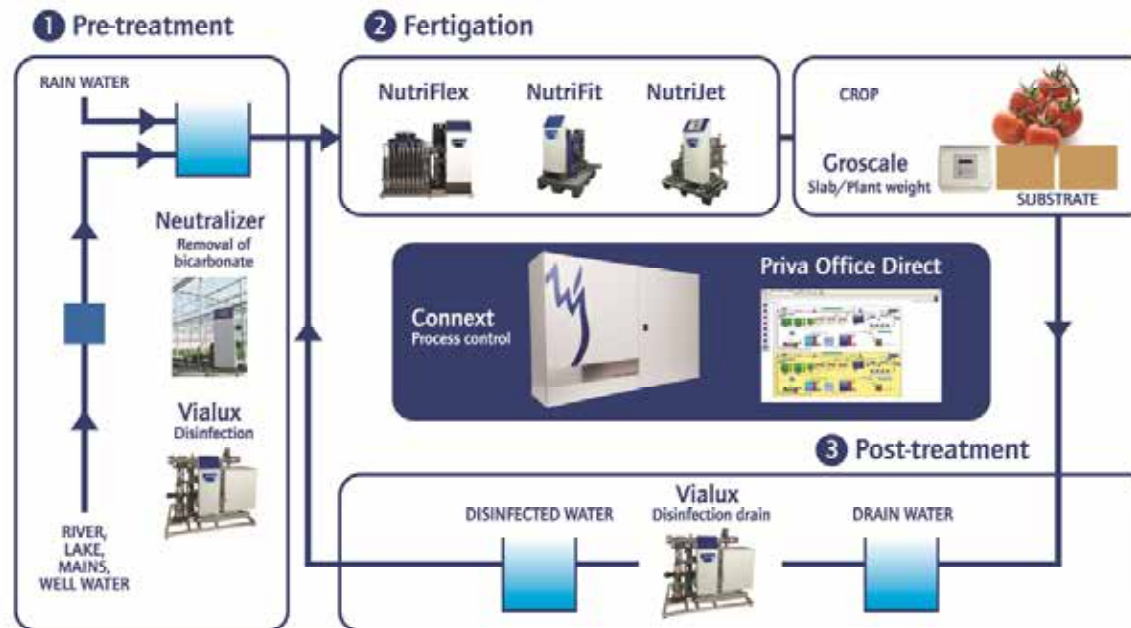 1 Pre-treatment
RAIN WATER
Neutralizer
Removal of
bicarbonate
Vialux
Disinfection
RIVER,
LAKE,
MAINS,
WELL WATER
2 Fertigation
NutriFlex
NutriFit
NutriJet
CROP
Groscale
Slab/Plant weight
SUBSTRATE
Connext
Process control
Priva Office Direct
3 Post-treatment
DISINFECTED WATER
Vialux
Disinfection drain
DRAIN WATER